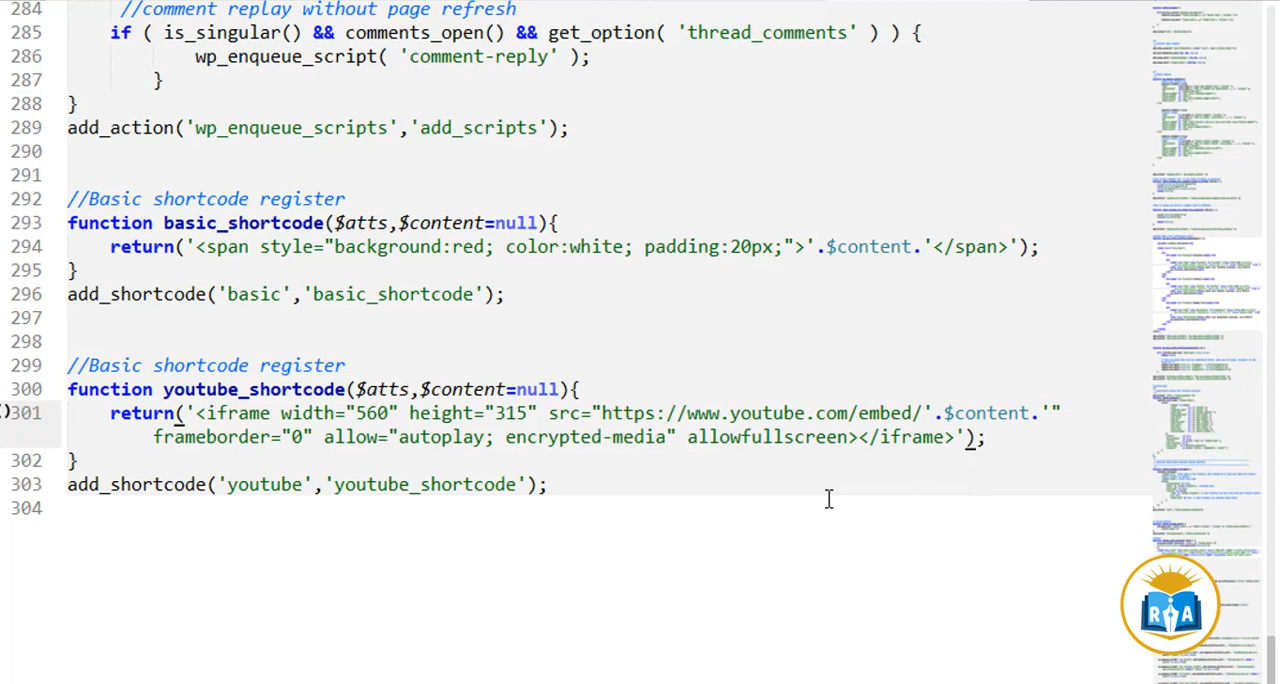 284 //comment replay without page refresh
285 if ( is_singular() && comments_open() && get_option( 'thread_comments' ) ) {
286 wp_enqueue_script( 'comment-reply' );
287 }
288 }
289 add_action('wp_enqueue_scripts','add_scripts');
290
291
292 //Basic shortcode register
293 function basic_shortcode($atts,$content=null){
294 return('<span style="background:red; color:white; padding:20px;">'.$content.'</span>');
295 }
296 add_shortcode('basic','basic_shortcode');
297
298
299 //Basic shortcode register
300 function youtube_shortcode($atts,$content=null){
301 return('<iframe width="560" height="315" src="https://www.youtube.com/embed/'.$content.'"
frameborder="0" allow="autoplay; encrypted-media" allowfullscreen></iframe>');
302 }
303 add_shortcode('youtube','youtube_shortcode');
304
R A